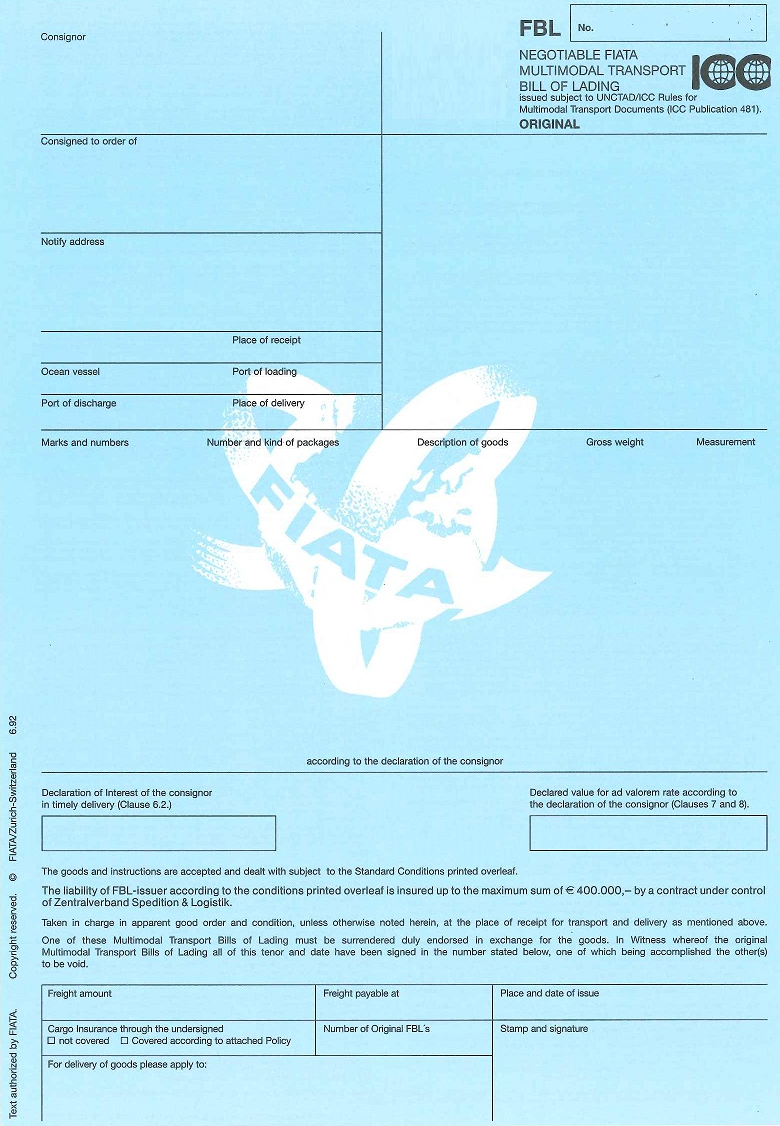 Consignor
FBL No.
NEGOTIABLE FIATA
MULTIMODAL TRANSPORT
BILL OF LADING
ICC
issued subject to UNCTAD/ICC Rules for
Multimodal Transport Documents (ICC Publication 481).
ORIGINAL
Consigned to order of
Notify address
Place of receipt
Ocean vessel Port of loading
Port of discharge Place of delivery
Marks and numbers Number and kind of packages Description of goods Gross weight Measurement
FIATA
according to the declaration of the consignor
Declaration of Interest of the consignor
in timely delivery (Clause 6.2.)
Declared value for ad valorem rate according to
the declaration of the consignor (Clauses 7 and 8).
The goods and instructions are accepted and dealt with subject to the Standard Conditions printed overleaf.
The liability of FBL-issuer according to the conditions printed overleaf is insured up to the maximum sum of € 400.000,– by a contract under control
of Zentralverband Spedition & Logistik.
Taken in charge in apparent good order and condition, unless otherwise noted herein, at the place of receipt for transport and delivery as mentioned above.
One of these Multimodal Transport Bills of Lading must be surrendered duly endorsed in exchange for the goods. In Witness whereof the original
Multimodal Transport Bills of Lading all of this tenor and date have been signed in the number stated below, one of which being accomplished the other(s)
to be void.
Freight amount Freight payable at Place and date of issue
Cargo Insurance through the undersigned
☐ not covered ☐ Covered according to attached Policy
Number of Original FBL´s
Stamp and signature
For delivery of goods please apply to:
Text authorized by FIATA. Copyright reserved. © FIATA/Zurich-Switzerland 6.92